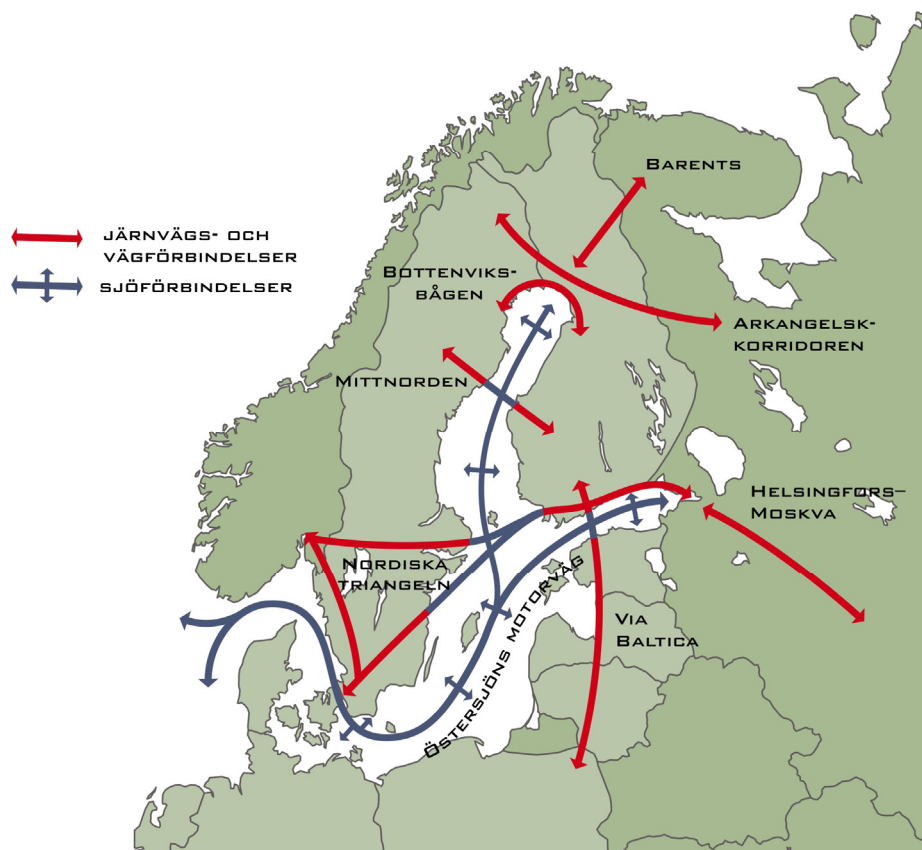 BARENTS
JÄRNVÄGS- OCH
VÄGFÖRBINDELSER
SJÖFÖRBINDELSER
BOTTENVIKS-
BÅGEN
ARKANGELSK-
KORRIDOREN
MITTNORDEN
HELSINGFORS–
MOSKVA
NORDISKA
TRIANGELN
VIA
BALTICA
ÖSTERSJÖNS MOTORVÄG